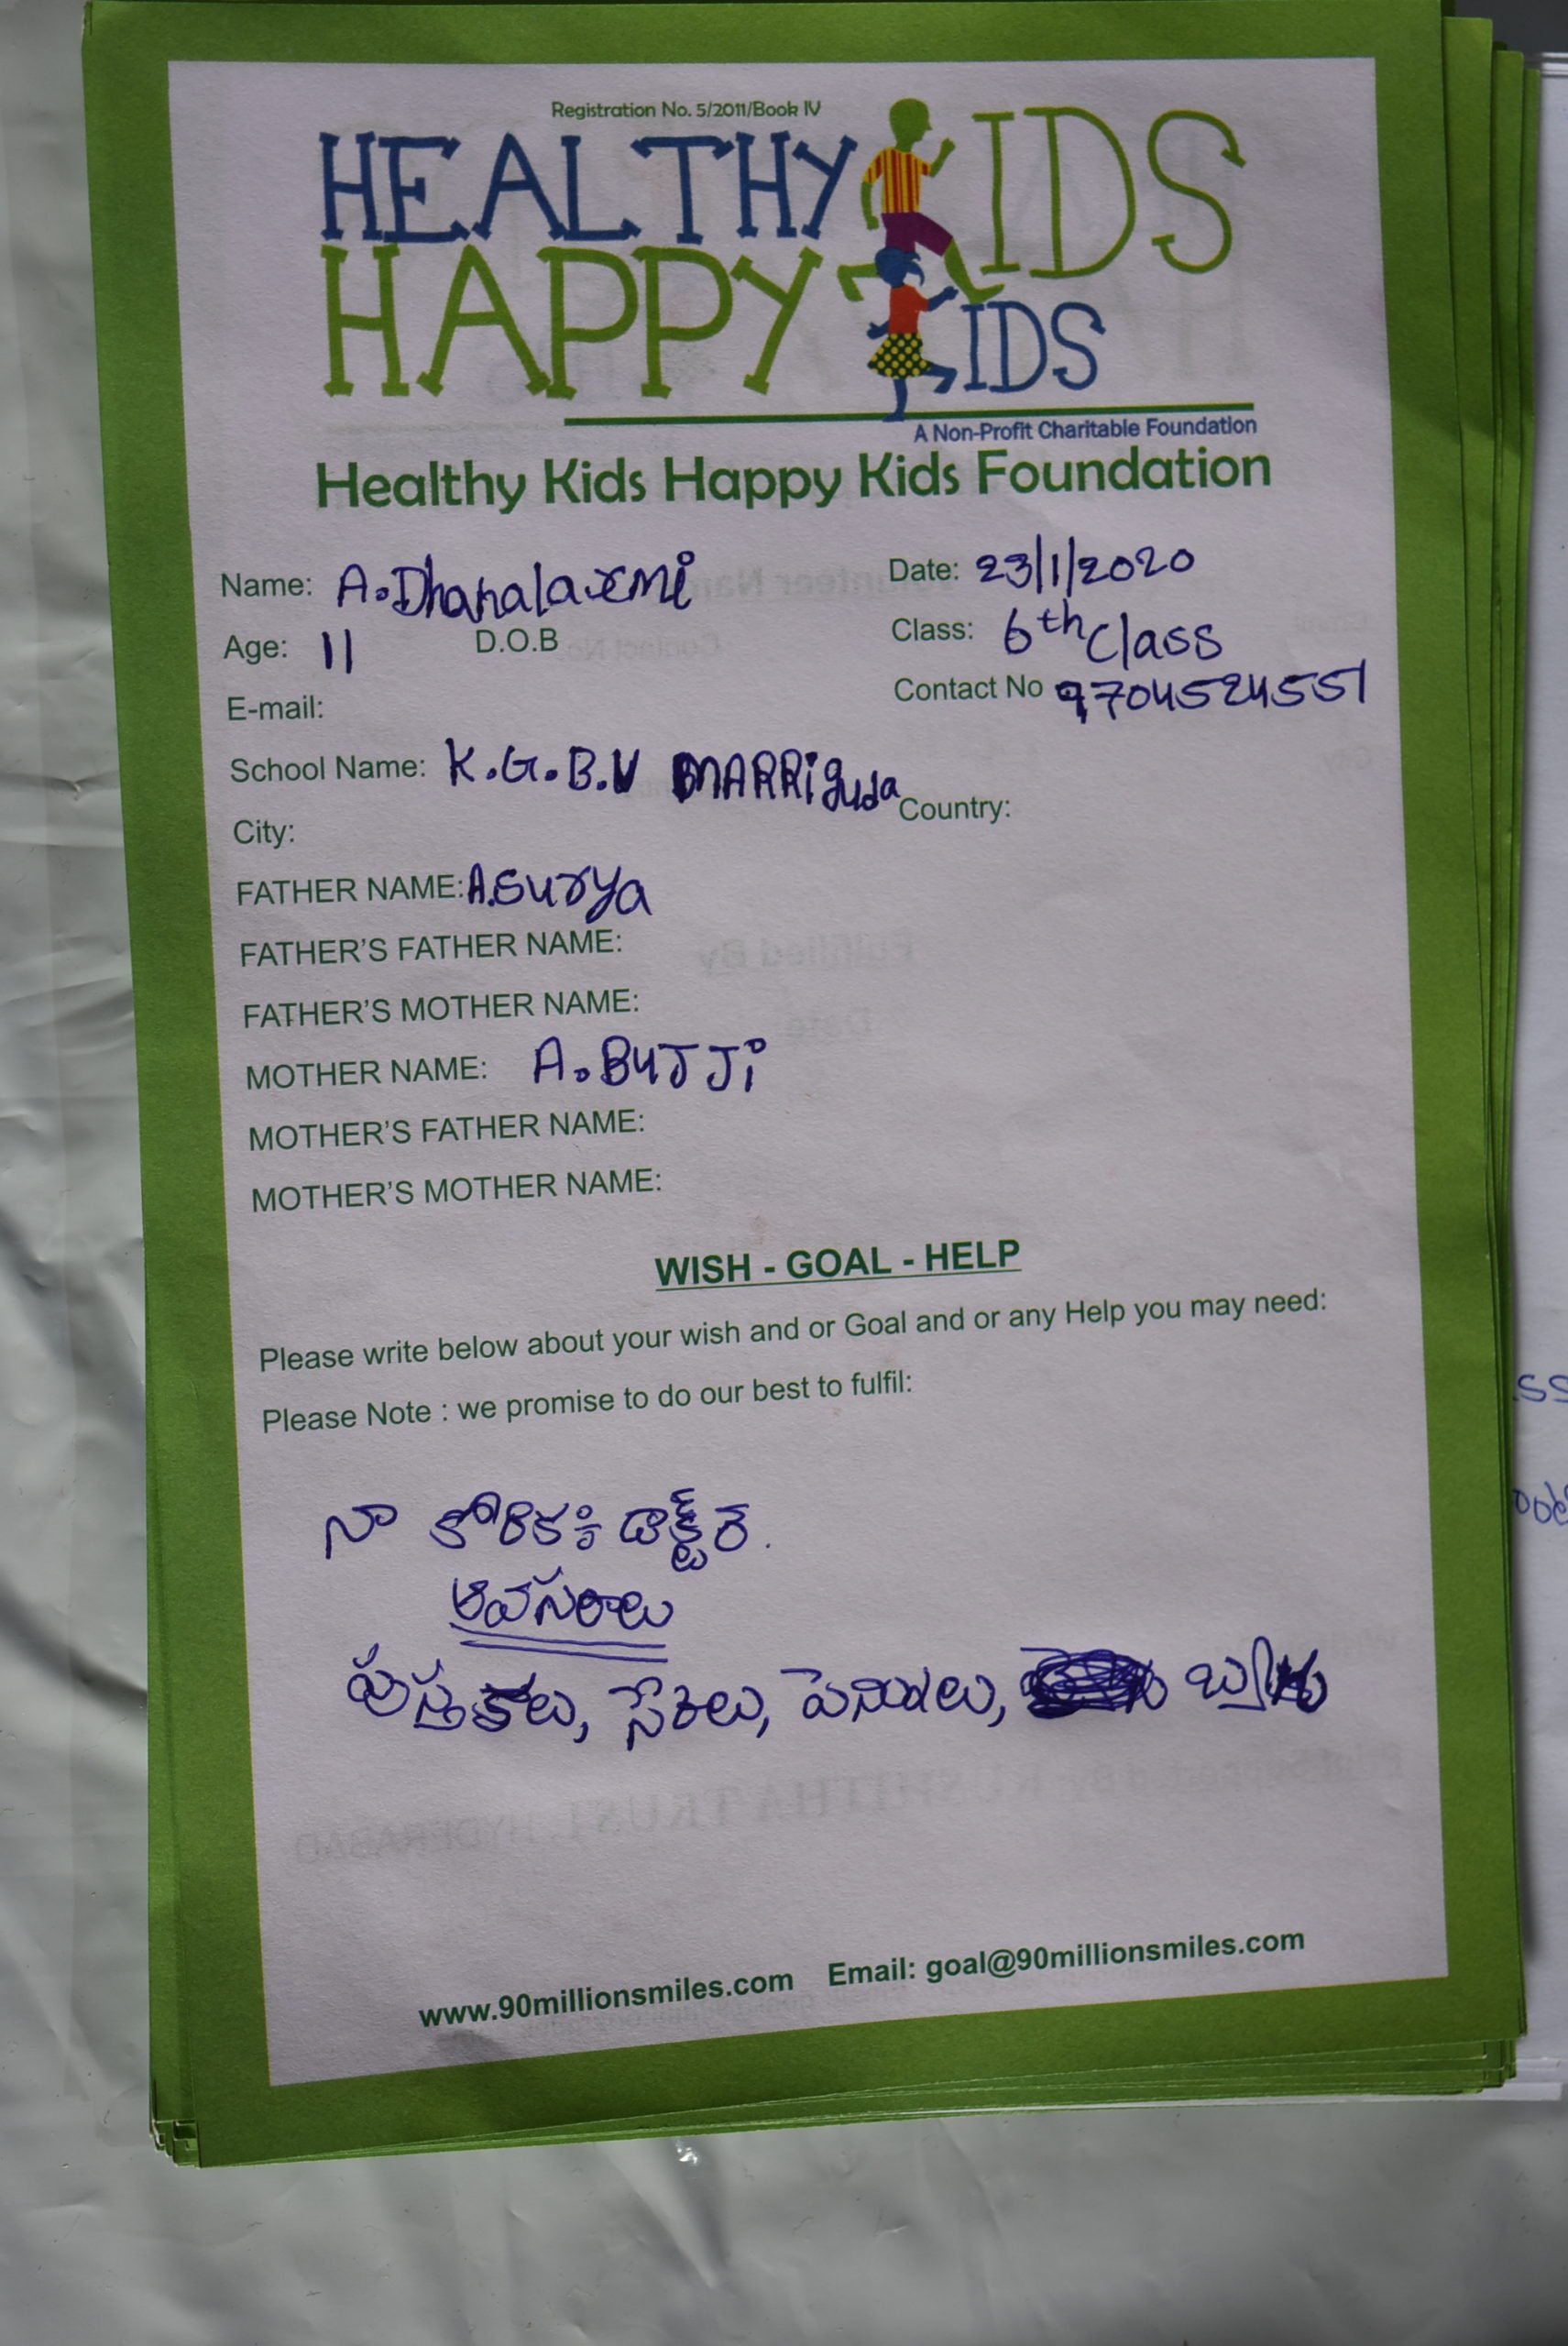 Registration No. 5/2011/Book IV
HEALTHY KIDS
HAPPY KIDS
A Non-Profit Charitable Foundation
Healthy Kids Happy Kids Foundation
Name: A.Dhanalaxmi Date: 23/1/2020
Age: 11 D.O.B Class: 6th class
E-mail: Contact No 9704524551
School Name: K.G.B.V MARRiguda
City: Country:
FATHER NAME: A.Surya
FATHER'S FATHER NAME:
FATHER'S MOTHER NAME:
MOTHER NAME: A.BUJJi
MOTHER'S FATHER NAME:
MOTHER'S MOTHER NAME:
WISH - GOAL - HELP
Please write below about your wish and or Goal and or any Help you may need:
Please Note : we promise to do our best to fulfil:
నా కోరికః డాక్టర్.
అవసరాలు
పుస్తకాలు,
www.90millionsmiles.com Email: goal@90millionsmiles.com